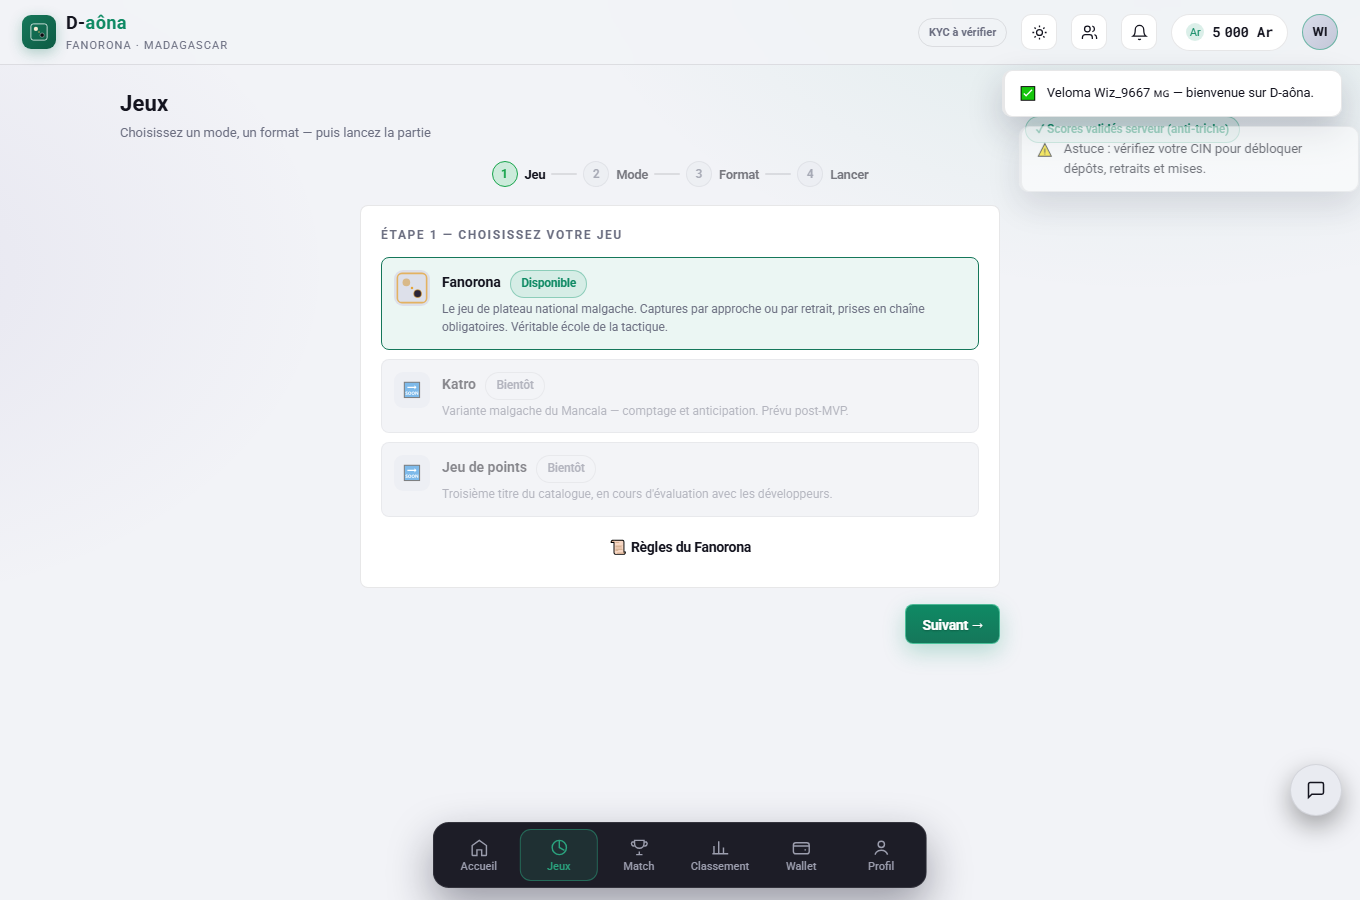 D-aôna
FANORONA · MADAGASCAR
KYC à vérifier
Ar 5 000 Ar
WI
Veloma Wiz_9667 MG — bienvenue sur D-aôna.
✓ Scores validés serveur (anti-triche)
Astuce : vérifiez votre CIN pour débloquer
dépôts, retraits et mises.
Jeux
Choisissez un mode, un format — puis lancez la partie
1 Jeu 2 Mode 3 Format 4 Lancer
ÉTAPE 1 — CHOISISSEZ VOTRE JEU
Fanorona Disponible
Le jeu de plateau national malgache. Captures par approche ou par retrait, prises en chaîne
obligatoires. Véritable école de la tactique.
SOON
Katro Bientôt
Variante malgache du Mancala — comptage et anticipation. Prévu post-MVP.
SOON
Jeu de points Bientôt
Troisième titre du catalogue, en cours d'évaluation avec les développeurs.
Règles du Fanorona
Suivant →
Accueil Jeux Match Classement Wallet Profil